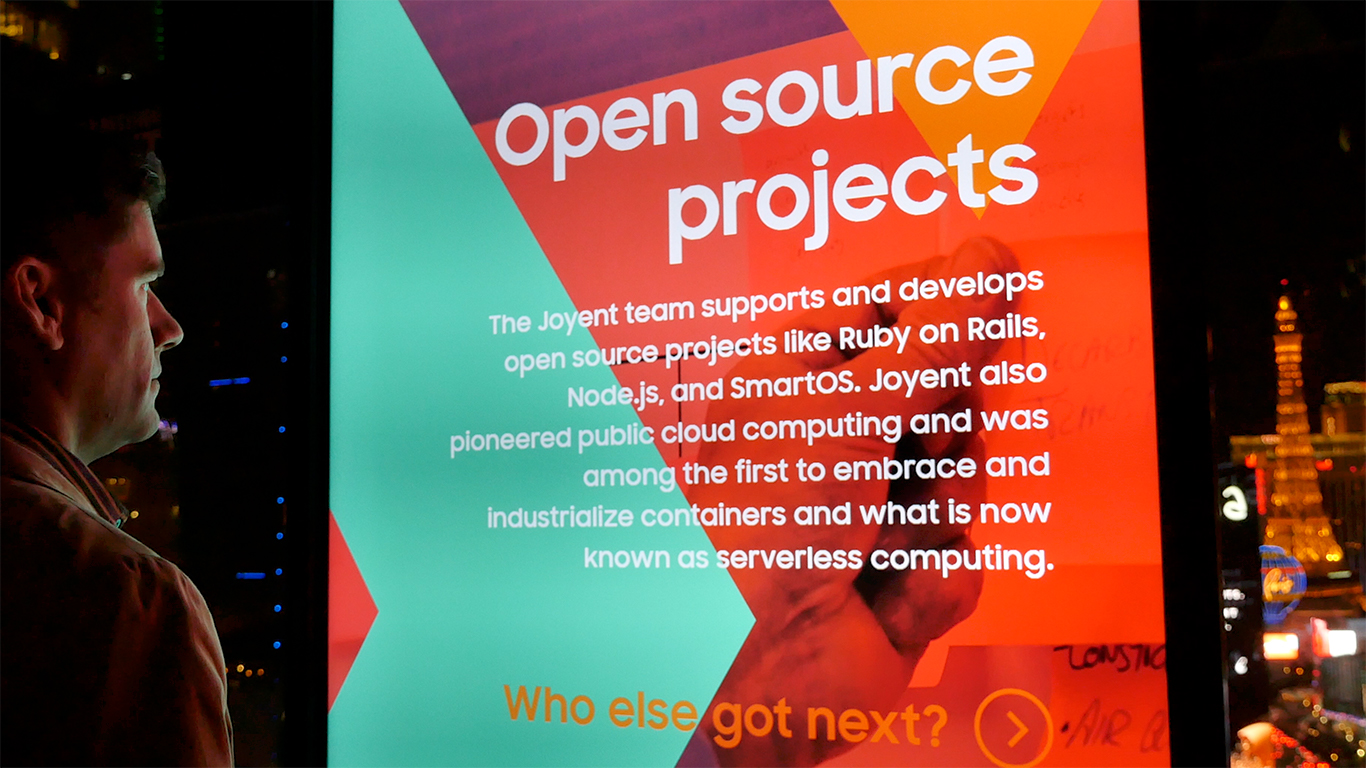 Open source
projects
The Joyent team supports and develops
open source projects like Ruby on Rails,
Node.js, and SmartOS. Joyent also
pioneered public cloud computing and was
among the first to embrace and
industrialize containers and what is now
known as serverless computing.
Who else got next?
AIR